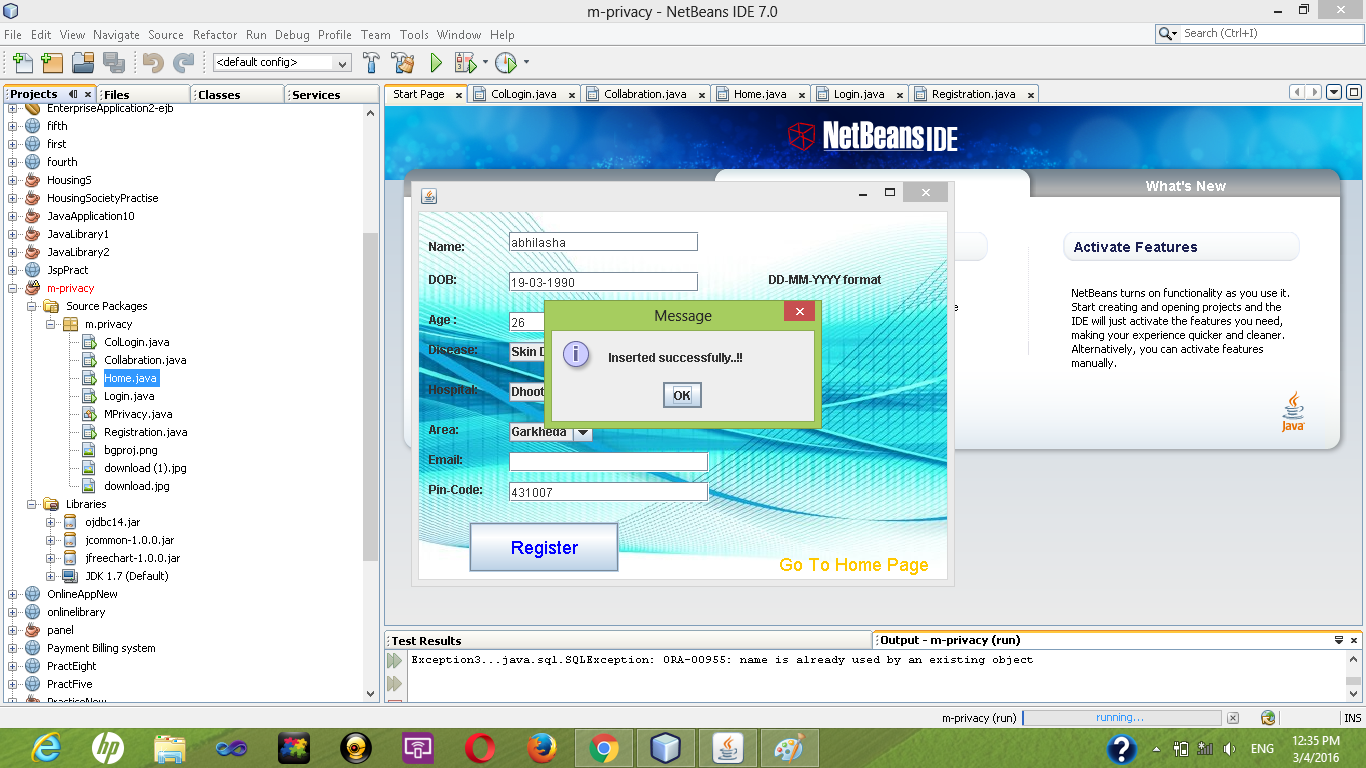 m-privacy - NetBeans IDE 7.0
File Edit View Navigate Source Refactor Run Debug Profile Team Tools Window Help
Search (Ctrl+I)
<default config>
Projects
Files
Classes
Services
Start Page
ColLogin.java
Collabration.java
Home.java
Login.java
Registration.java
EnterpriseApplication2-ejb
fifth
first
fourth
HousingS
HousingSocietyPractise
JavaApplication10
JavaLibrary1
JavaLibrary2
JspPract
m-privacy
Source Packages
m.privacy
ColLogin.java
Collabration.java
Home.java
Login.java
MPrivacy.java
Registration.java
bgproj.png
download (1).jpg
download.jpg
Libraries
ojdbc14.jar
jcommon-1.0.0.jar
jfreechart-1.0.0.jar
JDK 1.7 (Default)
OnlineAppNew
onlinelibrary
panel
Payment Billing system
PractEight
PractFive
PracticeNew
NetBeans IDE
What's New
Activate Features
NetBeans turns on functionality as you use it.
Start creating and opening projects and the
IDE will just activate the features you need,
making your experience quicker and cleaner.
Alternatively, you can activate features
manually.
Java
Name: abhilasha
DOB: 19-03-1990 DD-MM-YYYY format
Age : 26
Disease: Skin D
Hospital: Dhoot
Area: Garkheda
Email:
Pin-Code: 431007
Register
Go To Home Page
Message
Inserted successfully..!!
OK
Test Results
Output - m-privacy (run)
Exception3...java.sql.SQLException: ORA-00955: name is already used by an existing object
m-privacy (run) running... INS
hp
ENG
12:35 PM
3/4/2016